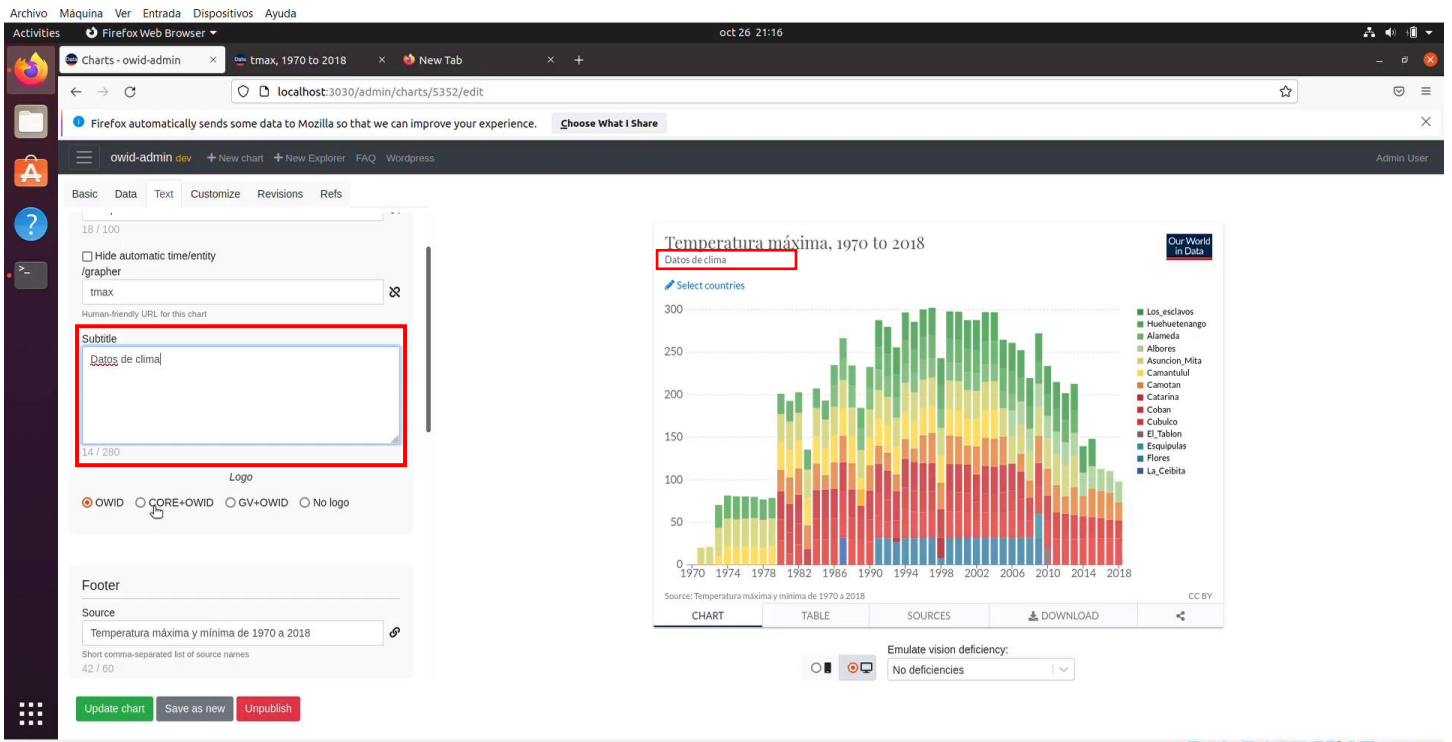 Archivo Máquina Ver Entrada Dispositivos Ayuda
Activities Firefox Web Browser oct 26 21:16
Charts - owid-admin × tmax, 1970 to 2018 × New Tab × +
localhost:3030/admin/charts/5352/edit
Firefox automatically sends some data to Mozilla so that we can improve your experience. Choose What I Share
owid-admin dev + New chart + New Explorer FAQ Wordpress Admin User
Basic Data Text Customize Revisions Refs
18 / 100
Hide automatic time/entity
/grapher
tmax
Human-friendly URL for this chart
Subtitle
Datos de clima
14 / 280
Logo
OWID CORE+OWID GV+OWID No logo
Footer
Source
Temperatura máxima y mínima de 1970 a 2018
Short comma-separated list of source names
42 / 60
Update chart Save as new Unpublish
Temperatura máxima, 1970 to 2018
Datos de clima
Our World
in Data
Select countries
300
250
200
150
100
50
0
1970 1974 1978 1982 1986 1990 1994 1998 2002 2006 2010 2014 2018
Los_esclavos
Huehuetenango
Alameda
Albores
Asuncion_Mita
Camantulul
Camotan
Catarina
Coban
Cubulco
El_Tablon
Esquipulas
Flores
La_Ceibita
Source: Temperatura máxima y mínima de 1970 a 2018 CC BY
CHART TABLE SOURCES DOWNLOAD
Emulate vision deficiency:
No deficiencies